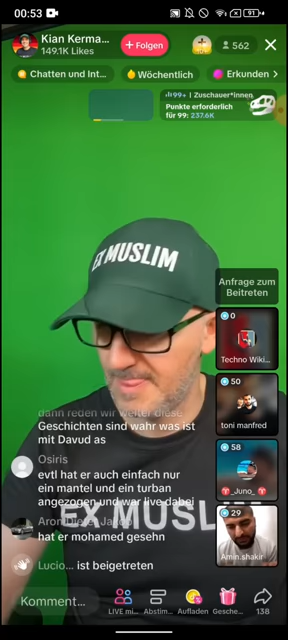 00:53
91
Kian Kerma...
149.1K Likes
+ Folgen
562
Chatten und Int...
Wöchentlich
Erkunden
99+ | Zuschauer*innen
Punkte erforderlich
für 99: 237.6K
EX MUSLIM
Anfrage zum
Beitreten
0
Techno Wiki...
50
toni manfred
58
_Juno_
29
Amin.shakir
dann reden wir weiter diese
Geschichten sind wahr was ist
mit Davud as
Osiris
evtl hat er auch einfach nur
ein mantel und ein turban
angezogen und war live dabei
EX MUSL
hat er mohamed gesehn
Lucio... ist beigetreten
Komment...
LIVE mi...
Abstim...
Aufladen
Gesche...
138